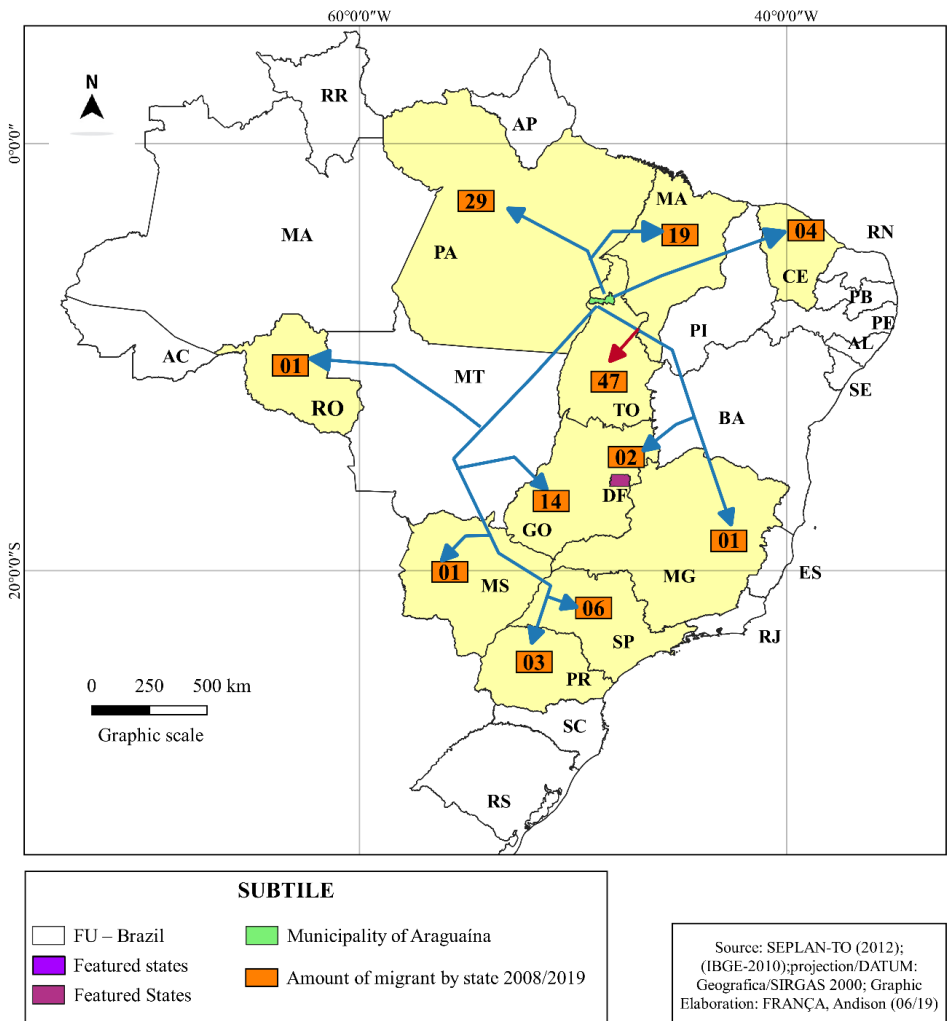 60°0'0"W
40°0'0"W
N
RR
AP
0°0'0"
29
MA
19
04
RN
MA
PA
CE
PB
PI
PE
AC
01
AL
MT
47
SE
RO
TO
BA
02
DF
14
GO
01
20°0'0"S
01
MS
MG
ES
06
RJ
SP
03
PR
0 250 500 km
Graphic scale
SC
RS
SUBTILE
FU – Brazil
Featured states
Featured States
Municipality of Araguaína
Amount of migrant by state 2008/2019
Source: SEPLAN-TO (2012);
(IBGE-2010);projection/DATUM:
Geografica/SIRGAS 2000; Graphic
Elaboration: FRANÇA, Andison (06/19)